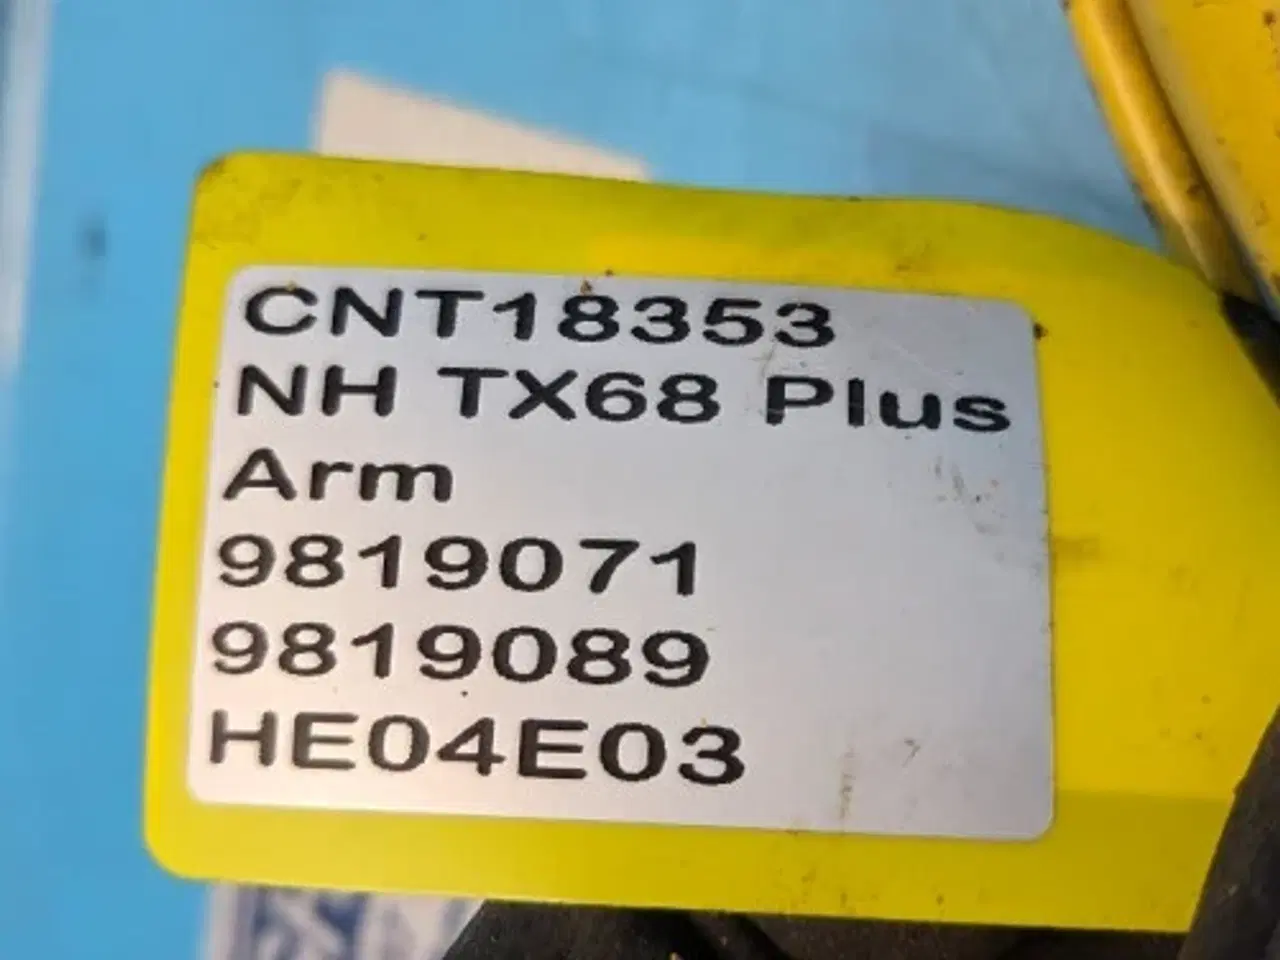 CNT18353
NH TX68 Plus
Arm
9819071
9819089
HE04E03